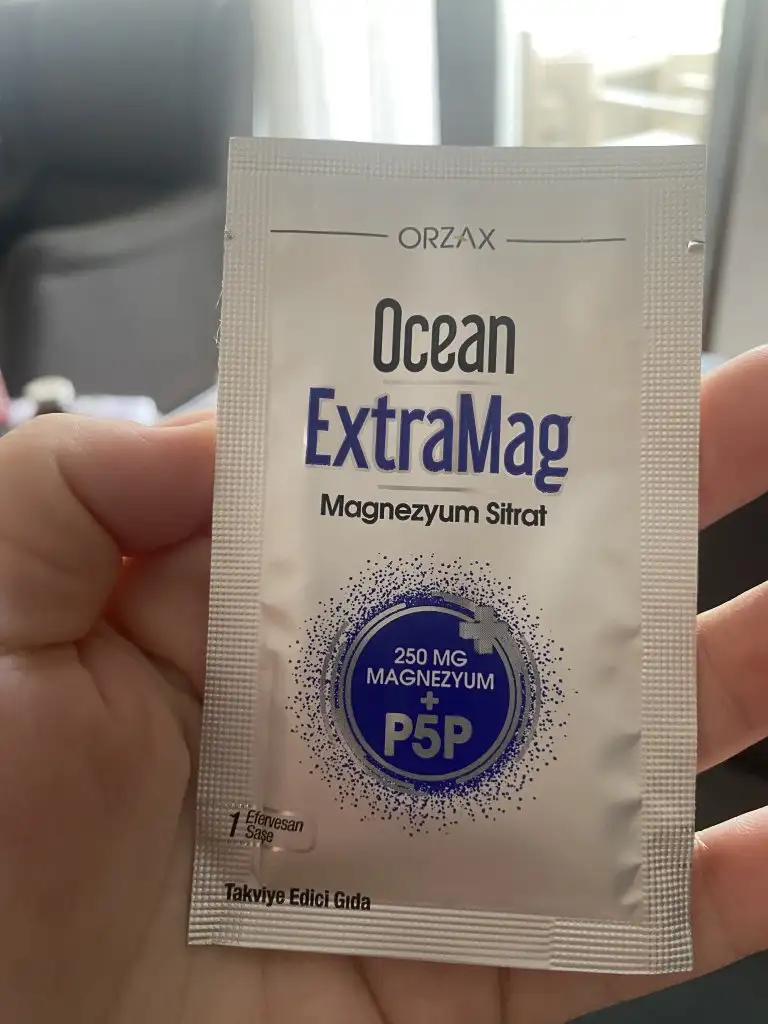 ORZAX
Ocean
ExtraMag
Magnezyum Sitrat
250 MG
MAGNEZYUM
+
P5P
1 Efervesan
Saşe
Takviye Edici Gıda